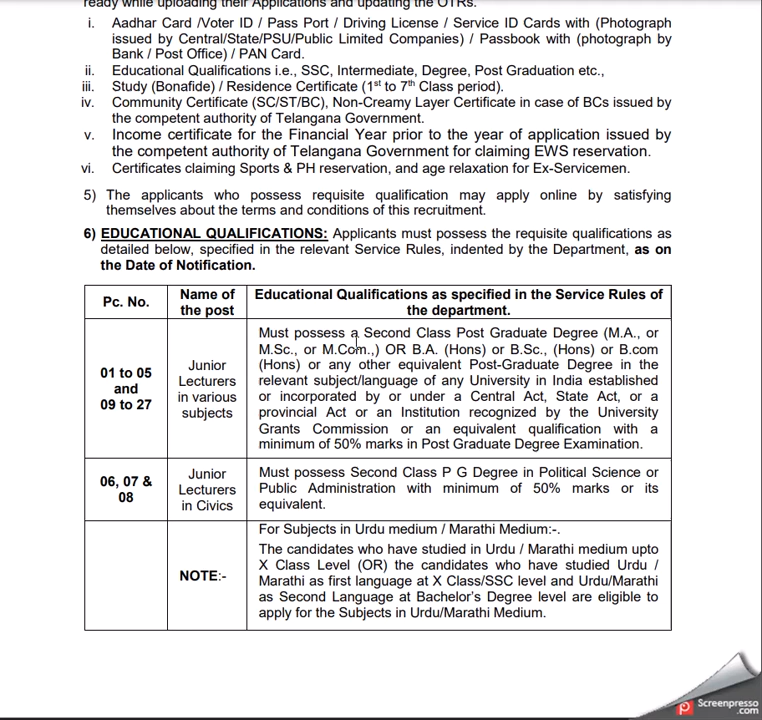 ready while uploading their Applications and updating the OTRs.
i. Aadhar Card /Voter ID / Pass Port / Driving License / Service ID Cards with (Photograph
issued by Central/State/PSU/Public Limited Companies) / Passbook with (photograph by
Bank / Post Office) / PAN Card.
ii. Educational Qualifications i.e., SSC, Intermediate, Degree, Post Graduation etc.,
iii. Study (Bonafide) / Residence Certificate (1st to 7th Class period).
iv. Community Certificate (SC/ST/BC), Non-Creamy Layer Certificate in case of BCs issued by
the competent authority of Telangana Government.
v. Income certificate for the Financial Year prior to the year of application issued by
the competent authority of Telangana Government for claiming EWS reservation.
vi. Certificates claiming Sports & PH reservation, and age relaxation for Ex-Servicemen.
5) The applicants who possess requisite qualification may apply online by satisfying
themselves about the terms and conditions of this recruitment.
6) EDUCATIONAL QUALIFICATIONS: Applicants must possess the requisite qualifications as
detailed below, specified in the relevant Service Rules, indented by the Department, as on
the Date of Notification.
Pc. No.
Name of
the post
Educational Qualifications as specified in the Service Rules of
the department.
01 to 05
and
09 to 27
Junior
Lecturers
in various
subjects
Must possess a Second Class Post Graduate Degree (M.A., or
M.Sc., or M.Com.,) OR B.A. (Hons) or B.Sc., (Hons) or B.com
(Hons) or any other equivalent Post-Graduate Degree in the
relevant subject/language of any University in India established
or incorporated by or under a Central Act, State Act, or a
provincial Act or an Institution recognized by the University
Grants Commission or an equivalent qualification with a
minimum of 50% marks in Post Graduate Degree Examination.
06, 07 &
08
Junior
Lecturers
in Civics
Must possess Second Class P G Degree in Political Science or
Public Administration with minimum of 50% marks or its
equivalent.
NOTE:-
For Subjects in Urdu medium / Marathi Medium:-.
The candidates who have studied in Urdu / Marathi medium upto
X Class Level (OR) the candidates who have studied Urdu /
Marathi as first language at X Class/SSC level and Urdu/Marathi
as Second Language at Bachelor's Degree level are eligible to
apply for the Subjects in Urdu/Marathi Medium.
Screenpresso
.com